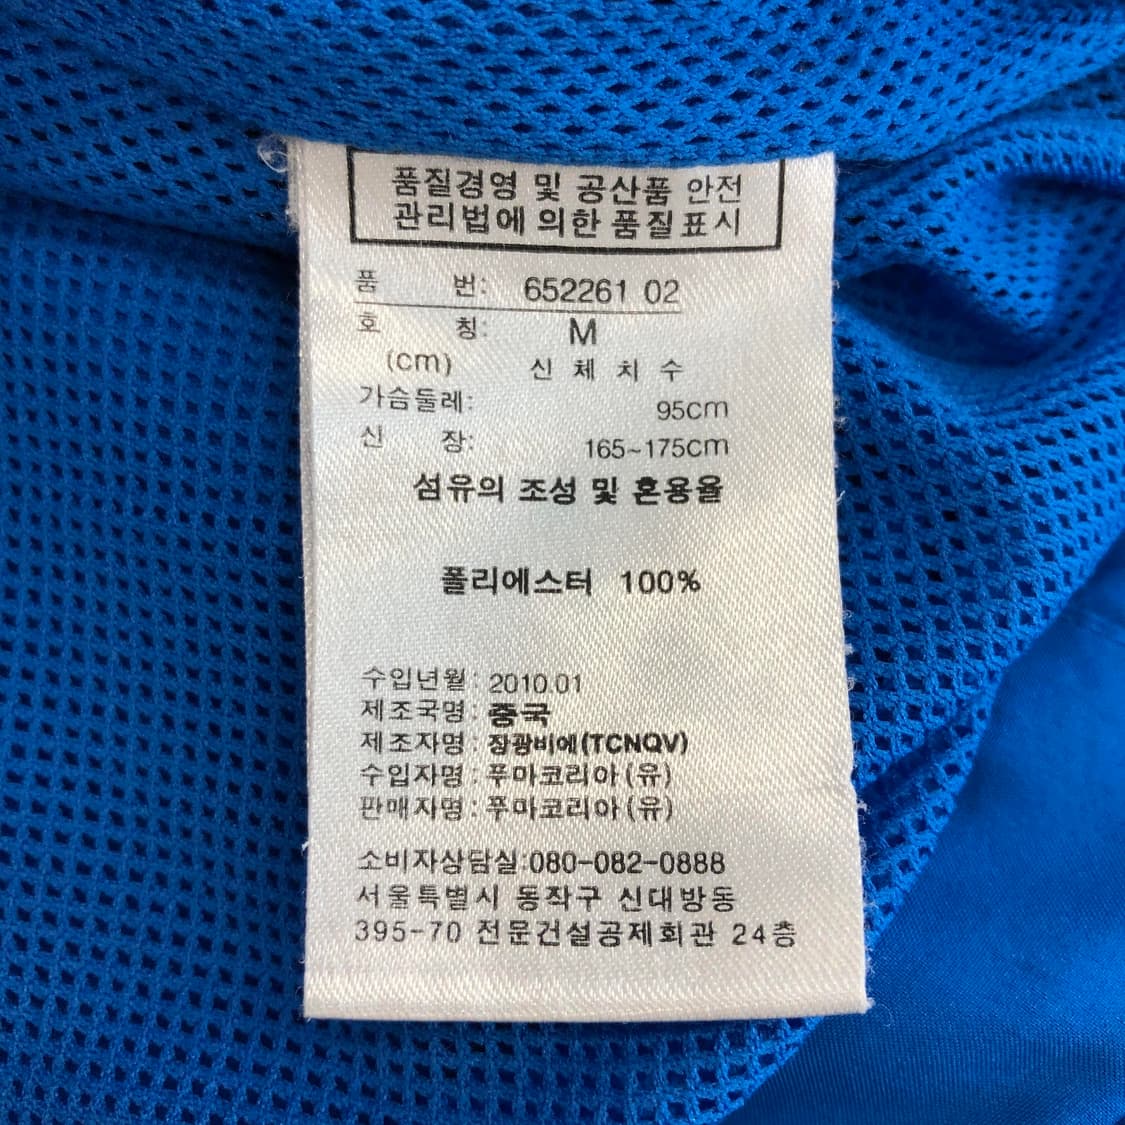 품질경영 및 공산품 안전
관리법에 의한 품질표시
품 번: 652261 02
호 칭: M
(cm) 신 체 치 수
가슴둘레: 95cm
신 장: 165~175cm
섬유의 조성 및 혼용율
폴리에스터 100%
수입년월: 2010.01
제조국명: 중국
제조자명: 장광비에(TCNQV)
수입자명: 푸마코리아(유)
판매자명: 푸마코리아(유)
소비자상담실:080-082-0888
서울특별시 동작구 신대방동
395-70 전문건설공제회관 24층